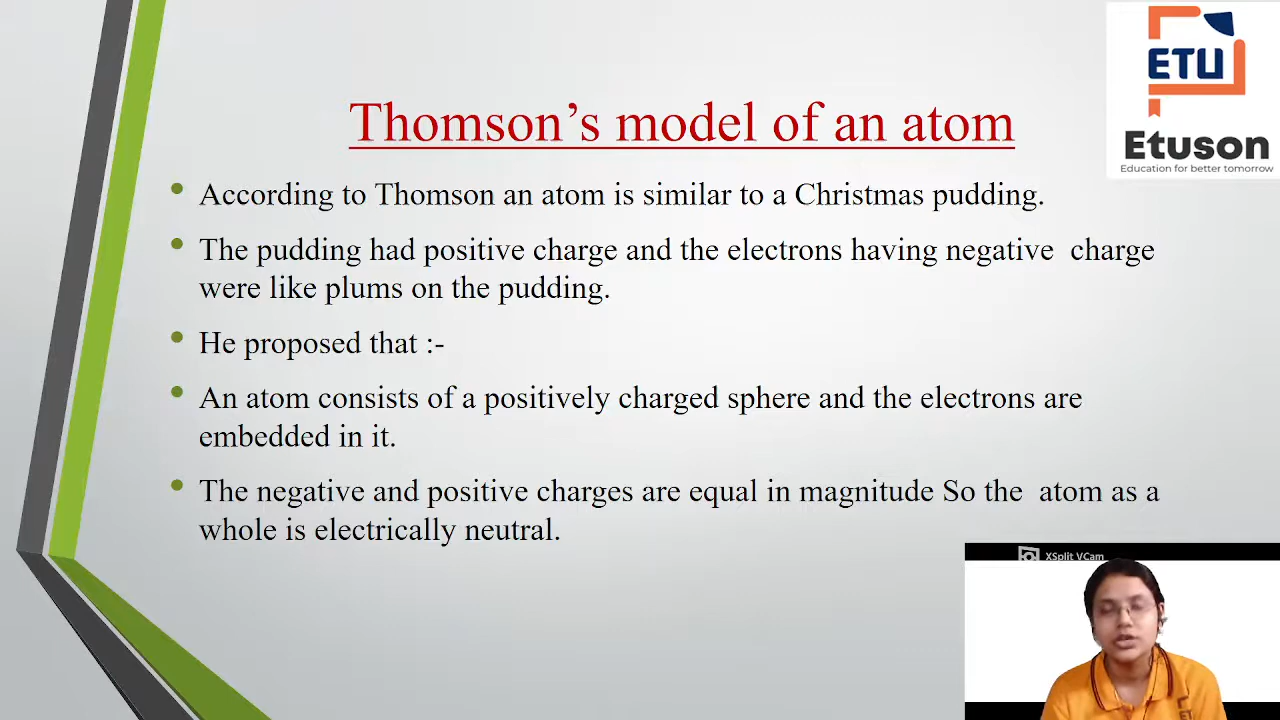 ETU
Etuson
Education for better tomorrow
Thomson's model of an atom
According to Thomson an atom is similar to a Christmas pudding.
The pudding had positive charge and the electrons having negative charge
were like plums on the pudding.
He proposed that :-
An atom consists of a positively charged sphere and the electrons are
embedded in it.
The negative and positive charges are equal in magnitude So the atom as a
whole is electrically neutral.
XSplit VCam